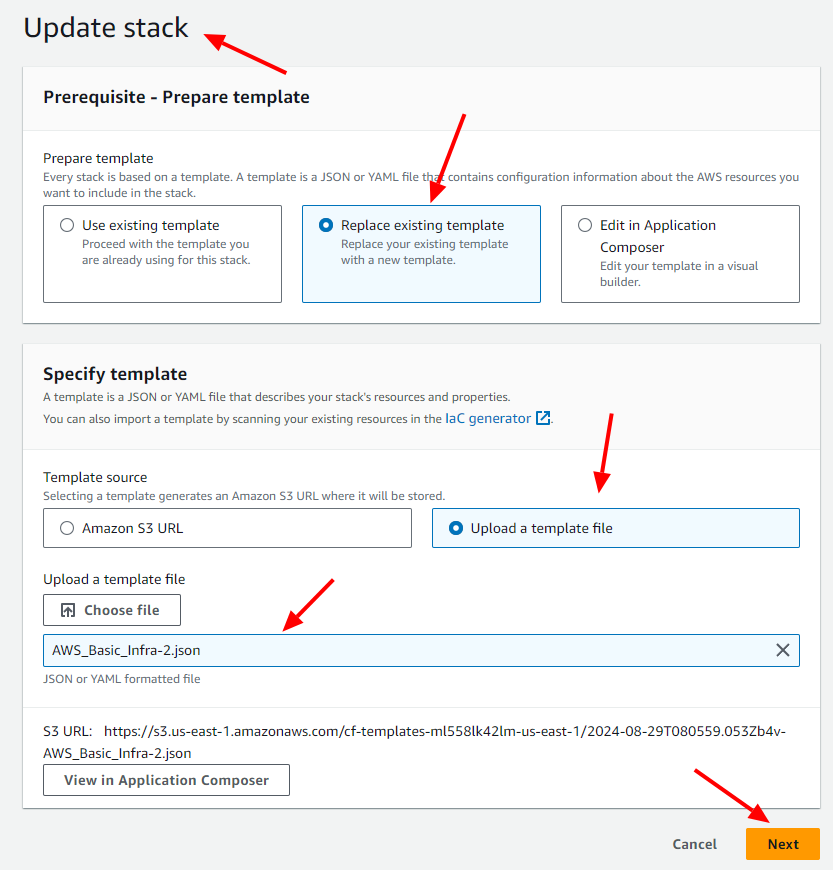 Update stack
Prerequisite - Prepare template
Prepare template
Every stack is based on a template. A template is a JSON or YAML file that contains configuration information about the AWS resources you
want to include in the stack.
Use existing template
Proceed with the template you
are already using for this stack.
Replace existing template
Replace your existing template
with a new template.
Edit in Application
Composer
Edit your template in a visual
builder.
Specify template
A template is a JSON or YAML file that describes your stack's resources and properties.
You can also import a template by scanning your existing resources in the IaC generator.
Template source
Selecting a template generates an Amazon S3 URL where it will be stored.
Amazon S3 URL
Upload a template file
Upload a template file
Choose file
AWS_Basic_Infra-2.json
JSON or YAML formatted file
S3 URL: https://s3.us-east-1.amazonaws.com/cf-templates-ml558lk42lm-us-east-1/2024-08-29T080559.053Zb4v-
AWS_Basic_Infra-2.json
View in Application Composer
Cancel
Next